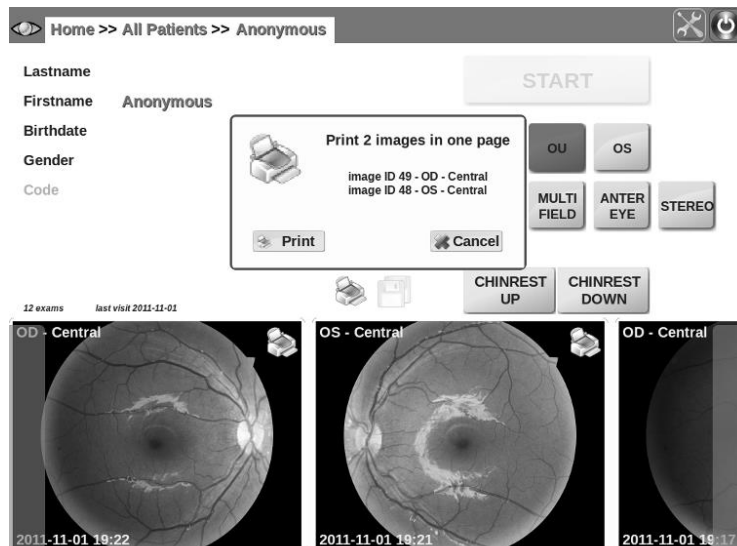 Home >> All Patients >> Anonymous
Lastname
START
Firstname Anonymous
Birthdate
Gender
Code
Print 2 images in one page
image ID 49 - OD - Central
image ID 48 - OS - Central
Print Cancel
OU OS
MULTI FIELD
ANTER EYE
STEREO
CHINREST UP
CHINREST DOWN
12 exams last visit 2011-11-01
OD - Central
OS - Central
OD - Central
2011-11-01 19:22
2011-11-01 19:21
2011-11-01 19:17